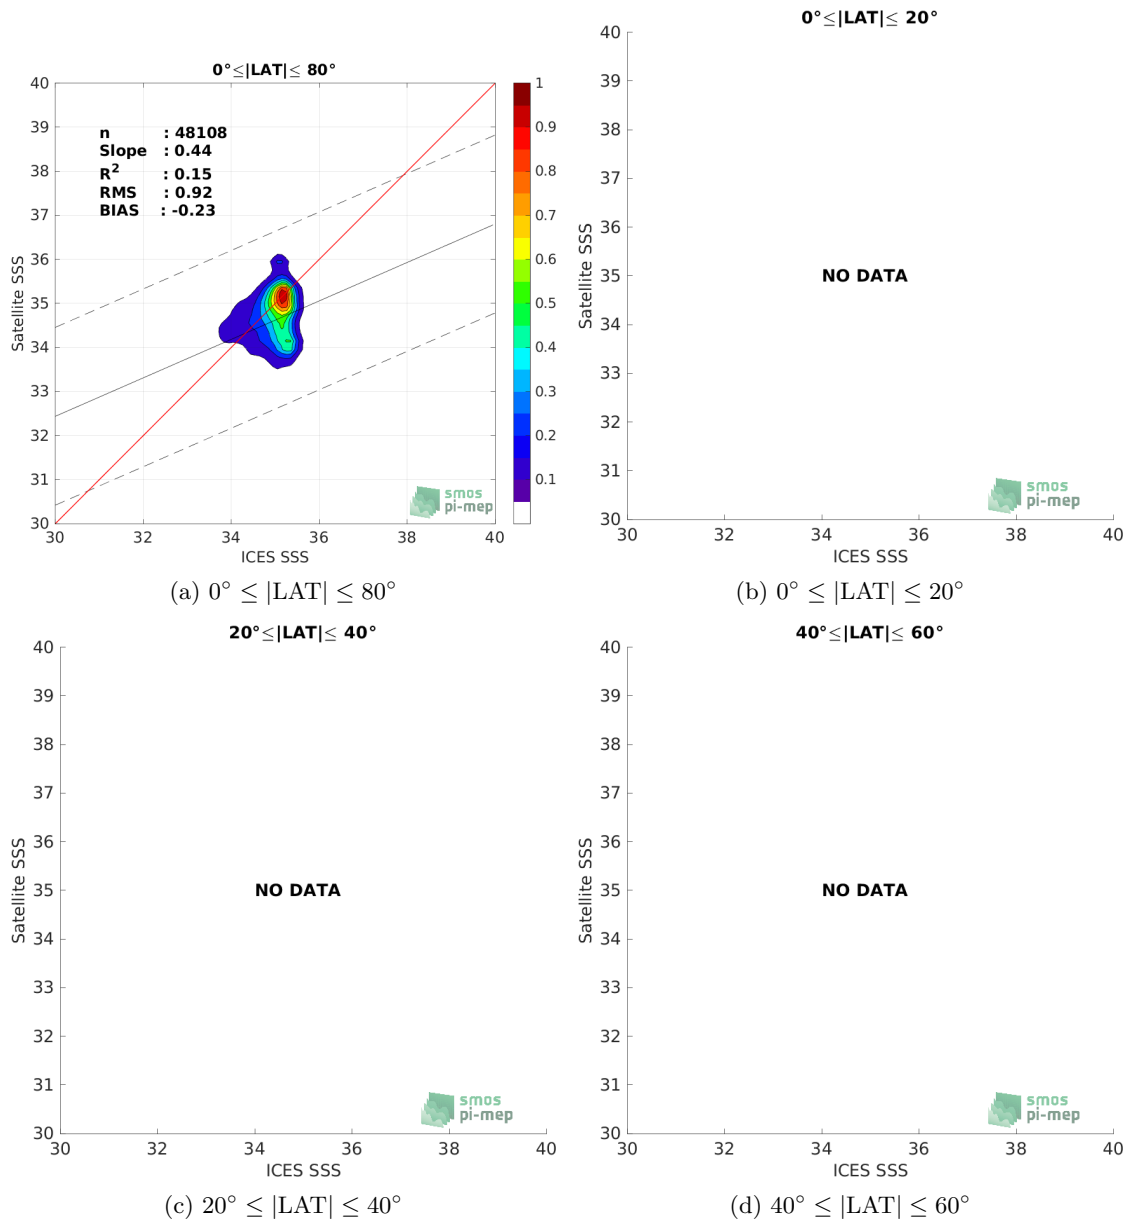 0°≤|LAT|≤ 80°
40
39
38
37
36
35
34
33
32
31
30
Satellite SSS
n : 48108
Slope : 0.44
R² : 0.15
RMS : 0.92
BIAS : -0.23
smos
pi-mep
30 32 34 36 38 40
ICES SSS
1
0.9
0.8
0.7
0.6
0.5
0.4
0.3
0.2
0.1
(a) 0° ≤ |LAT| ≤ 80°
0°≤|LAT|≤ 20°
40
39
38
37
36
35
34
33
32
31
30
Satellite SSS
NO DATA
smos
pi-mep
30 32 34 36 38 40
ICES SSS
(b) 0° ≤ |LAT| ≤ 20°
20°≤|LAT|≤ 40°
40
39
38
37
36
35
34
33
32
31
30
Satellite SSS
NO DATA
smos
pi-mep
30 32 34 36 38 40
ICES SSS
(c) 20° ≤ |LAT| ≤ 40°
40°≤|LAT|≤ 60°
40
39
38
37
36
35
34
33
32
31
30
Satellite SSS
NO DATA
smos
pi-mep
30 32 34 36 38 40
ICES SSS
(d) 40° ≤ |LAT| ≤ 60°